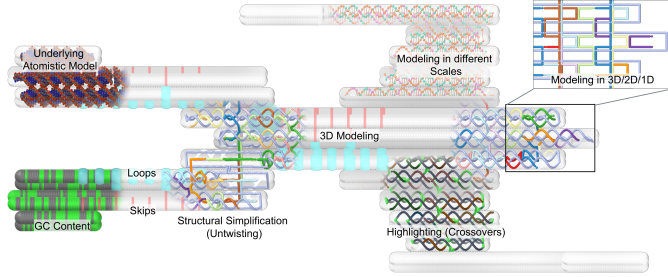 Underlying
Atomistic Model
Modeling in different
Scales
Modeling in 3D/2D/1D
3D Modeling
Loops
Skips
GC Content
Structural Simplification
(Untwisting)
Highlighting (Crossovers)